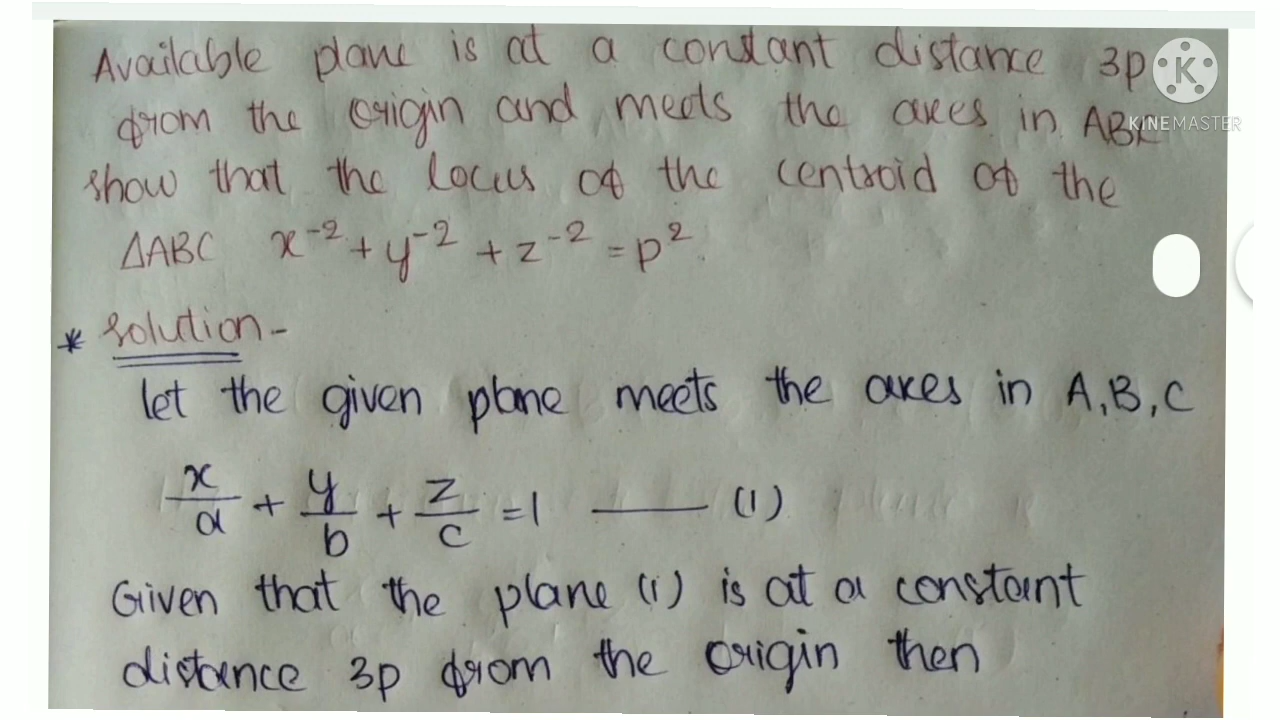 Available plane is at a constant distance 3p
from the origin and meets the axes in ABC
show that the locus of the centroid of the
ΔABC x⁻² + y⁻² + z⁻² = p².
* Solution -
let the given plane meets the axes in A,B,C
x/a + y/b + z/c = 1 —— (1)
Given that the plane (1) is at a constant
distance 3p from the origin then
K
KINEMASTER